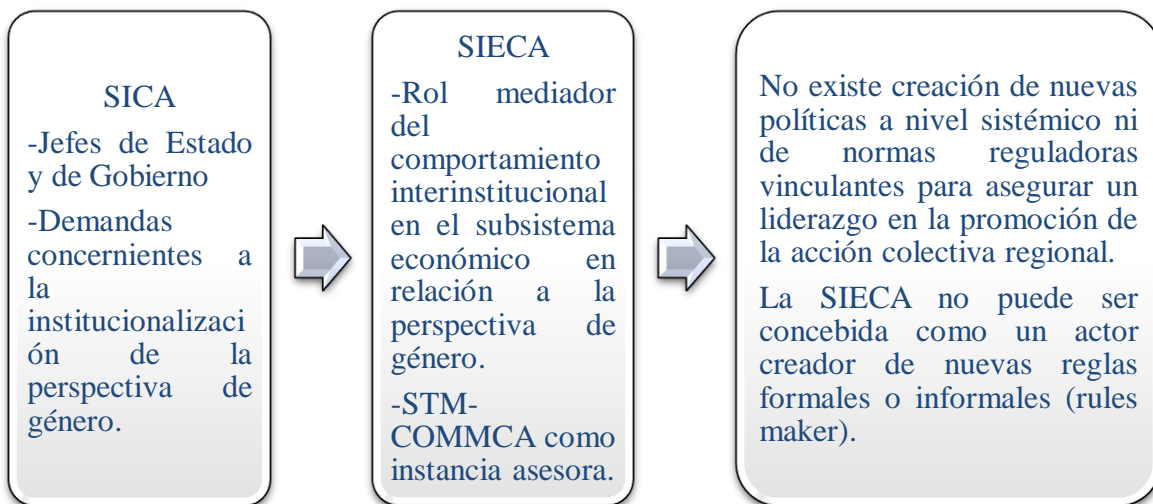 SICA
-Jefes de Estado
y de Gobierno
-Demandas
concernientes a
la
institucionalizaci
ón de la
perspectiva de
género.
SIECA
-Rol mediador
del
comportamiento
interinstitucional
en el subsistema
económico en
relación a la
perspectiva de
género.
-STM-
COMMCA como
instancia asesora.
No existe creación de nuevas
políticas a nivel sistémico ni
de normas reguladoras
vinculantes para asegurar un
liderazgo en la promoción de
la acción colectiva regional.
La SIECA no puede ser
concebida como un actor
creador de nuevas reglas
formales o informales (rules
maker).